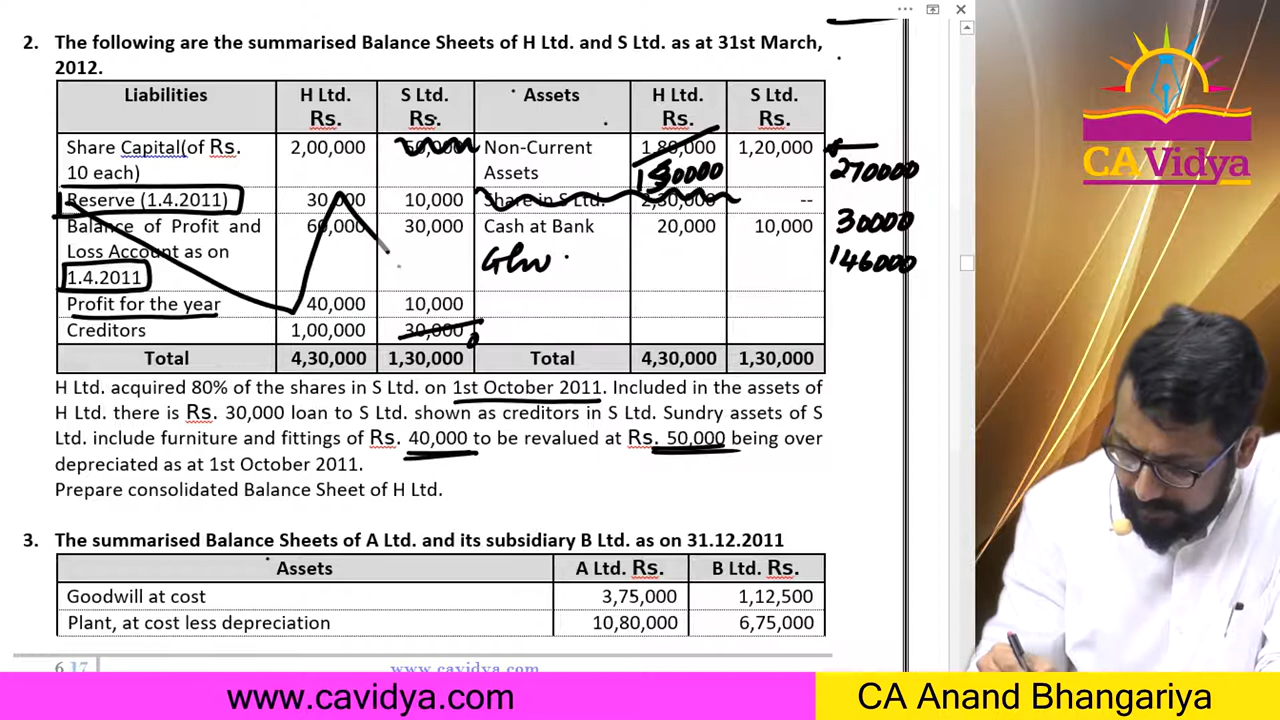 2. The following are the summarised Balance Sheets of H Ltd. and S Ltd. as at 31st March,
2012.
Liabilities H Ltd. Rs. S Ltd. Rs. Assets H Ltd. Rs. S Ltd. Rs.
Share Capital(of Rs. 10 each) 2,00,000 50,000 Non-Current Assets 1,80,000 150000 1,20,000 270000
Reserve (1.4.2011) 30,000 10,000 Share in S Ltd. 2,30,000 --
Balance of Profit and Loss Account as on 1.4.2011 60,000 30,000 Cash at Bank 20,000 10,000 30000
146000
Profit for the year 40,000 10,000
Creditors 1,00,000 30,000 0
Total 4,30,000 1,30,000 Total 4,30,000 1,30,000
H Ltd. acquired 80% of the shares in S Ltd. on 1st October 2011. Included in the assets of
H Ltd. there is Rs. 30,000 loan to S Ltd. shown as creditors in S Ltd. Sundry assets of S
Ltd. include furniture and fittings of Rs. 40,000 to be revalued at Rs. 50,000 being over
depreciated as at 1st October 2011.
Prepare consolidated Balance Sheet of H Ltd.
3. The summarised Balance Sheets of A Ltd. and its subsidiary B Ltd. as on 31.12.2011
Assets A Ltd. Rs. B Ltd. Rs.
Goodwill at cost 3,75,000 1,12,500
Plant, at cost less depreciation 10,80,000 6,75,000
6.17 www.cavidya.com
CA Vidya
www.cavidya.com
CA Anand Bhangariya